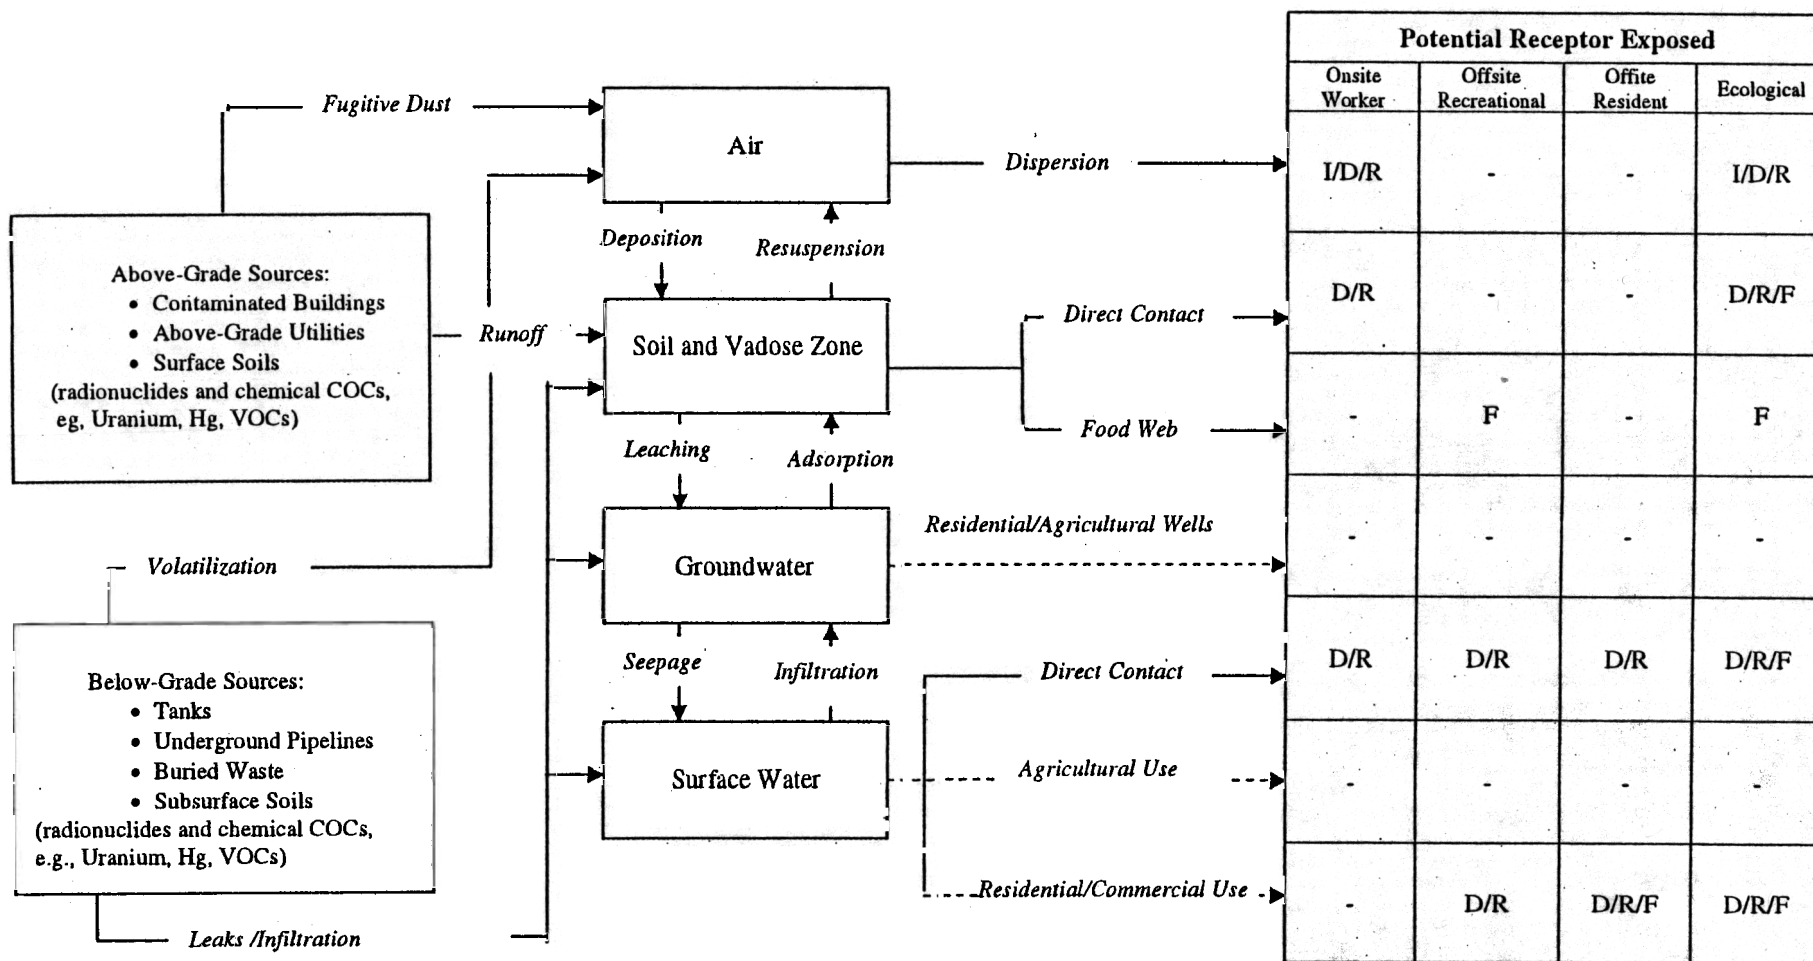 Potential Receptor Exposed
Onsite
Worker
Offsite
Recreational
Offite
Resident
Ecological
Fugitive Dust
Air
Dispersion
I/D/R
-
-
I/D/R
Deposition
Resuspension
Above-Grade Sources:
• Contaminated Buildings
• Above-Grade Utilities
• Surface Soils
(radionuclides and chemical COCs,
eg, Uranium, Hg, VOCs)
Runoff
Soil and Vadose Zone
Direct Contact
D/R
-
-
D/R/F
Food Web
-
F
-
F
Leaching
Adsorption
Residential/Agricultural Wells
-
-
-
-
Volatilization
Groundwater
Seepage
Infiltration
Direct Contact
D/R
D/R
D/R
D/R/F
Below-Grade Sources:
• Tanks
• Underground Pipelines
• Buried Waste
• Subsurface Soils
(radionuclides and chemical COCs,
e.g., Uranium, Hg, VOCs)
Surface Water
Agricultural Use
-
-
-
-
Residential/Commercial Use
-
D/R
D/R/F
D/R/F
Leaks /Infiltration